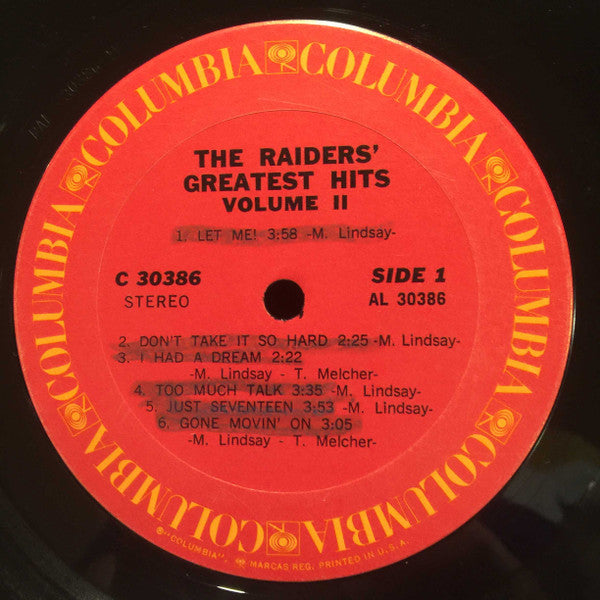 COLUMBIA COLUMBIA COLUMBIA COLUMBIA COLUMBIA COLUMBIA
THE RAIDERS'
GREATEST HITS
VOLUME II
1. LET ME! 3:58 -M. Lindsay-
C 30386 SIDE 1
STEREO AL 30386
2. DON'T TAKE IT SO HARD 2:25 -M. Lindsay-
3. I HAD A DREAM 2:22
-M. Lindsay - T. Melcher-
4. TOO MUCH TALK 3:35 -M. Lindsay-
5. JUST SEVENTEEN 3:53 -M. Lindsay-
6. GONE MOVIN' ON 3:05
-M. Lindsay - T. Melcher-
℗"COLUMBIA", MARCAS REG. PRINTED IN U.S.A.